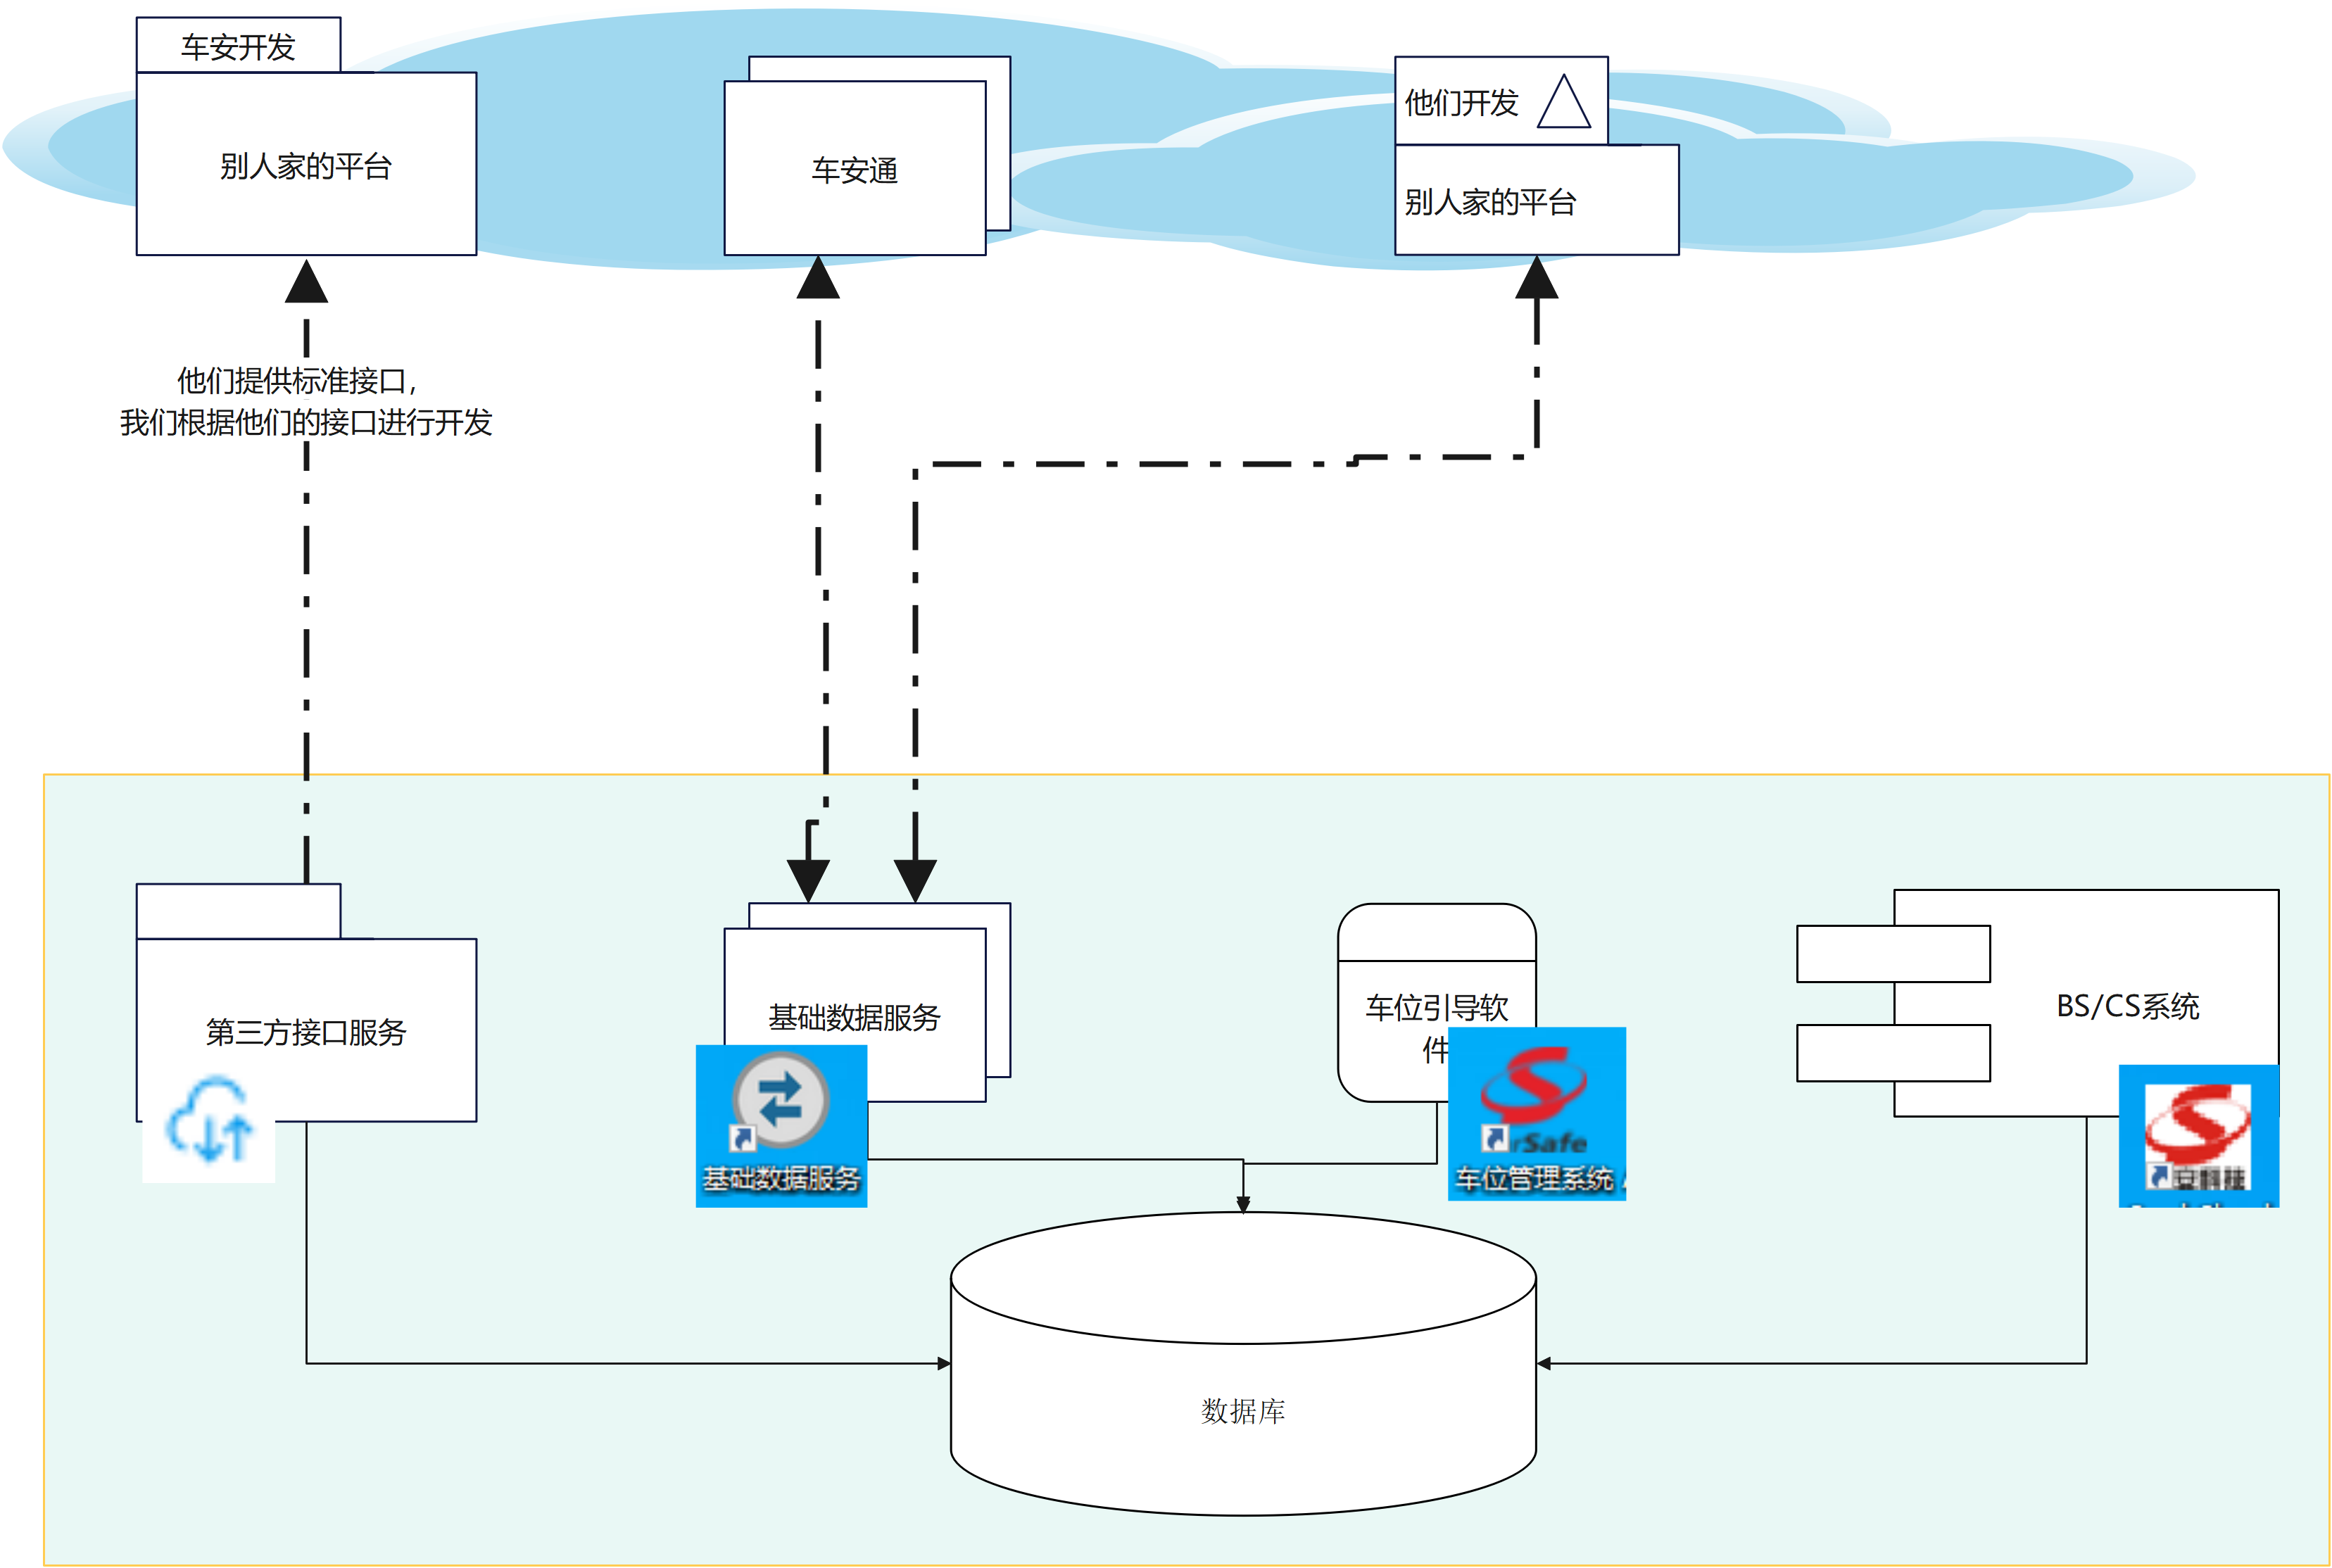 车安开发
别人家的平台
车安通
他们开发
别人家的平台
他们提供标准接口，
我们根据他们的接口进行开发
第三方接口服务
基础数据服务
基础数据服务
车位引导软
件
rSafe
车位管理系统
BS/CS系统
数据库